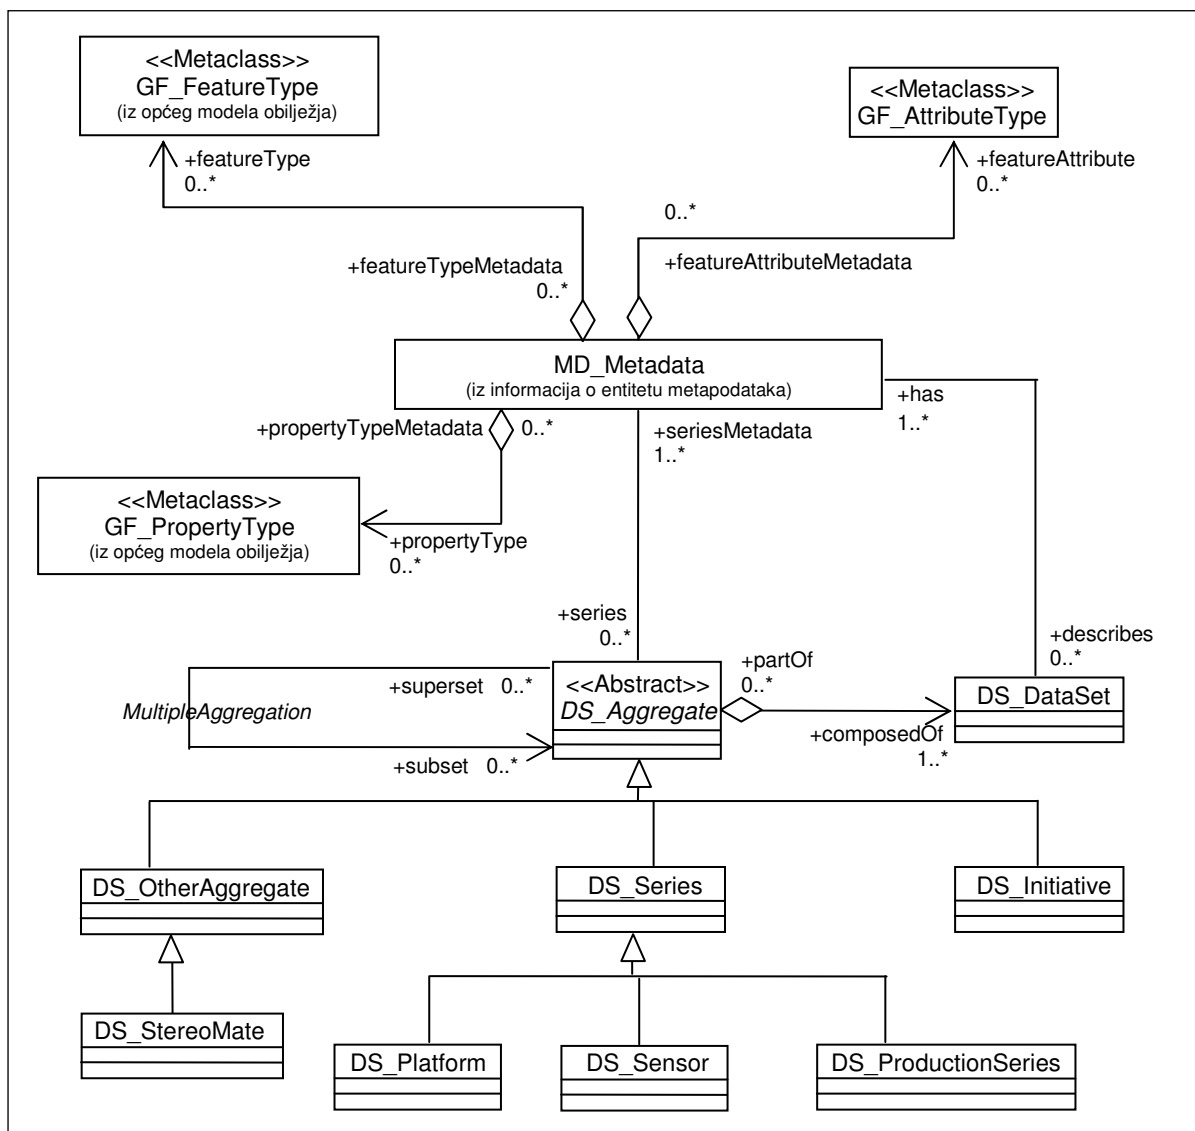 <<Metaclass>>
GF_FeatureType
(iz općeg modela obilježja)
<<Metaclass>>
GF_AttributeType
+featureType
0..*
+featureAttribute
0..*
0..*
+featureTypeMetadata
0..*
+featureAttributeMetadata
MD_Metadata
(iz informacija o entitetu metapodataka)
+has
1..*
+propertyTypeMetadata
0..*
+seriesMetadata
1..*
<<Metaclass>>
GF_PropertyType
(iz općeg modela obilježja)
+propertyType
0..*
+series
0..*
+describes
0..*
+superset 0..*
MultipleAggregation
+subset 0..*
<<Abstract>>
DS_Aggregate
+partOf
0..*
+composedOf
1..*
DS_DataSet
DS_OtherAggregate
DS_Series
DS_Initiative
DS_StereoMate
DS_Platform
DS_Sensor
DS_ProductionSeries